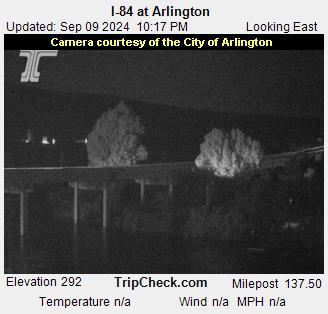 I-84 at Arlington
Updated: Sep 09 2024 10:17 PM Looking East
Camera courtesy of the City of Arlington
Elevation 292 TripCheck.com Milepost 137.50
Temperature n/a Wind n/a MPH n/a